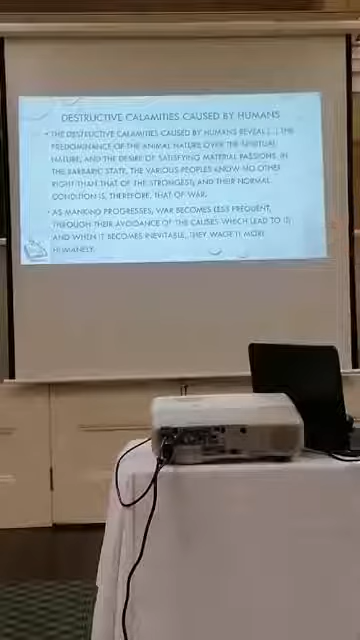 DESTRUCTIVE CALAMITIES CAUSED BY HUMANS
• THE DESTRUCTIVE CALAMITIES CAUSED BY HUMANS REVEAL [...] THE
PREDOMINANCE OF THE ANIMAL NATURE OVER THE SPIRITUAL
NATURE, AND THE DESIRE OF SATISFYING MATERIAL PASSIONS. IN
THE BARBARIC STATE, THE VARIOUS PEOPLES KNOW NO OTHER
RIGHT THAN THAT OF THE STRONGEST; AND THEIR NORMAL
CONDITION IS, THEREFORE, THAT OF WAR.
• AS MANKIND PROGRESSES, WAR BECOMES LESS FREQUENT,
THROUGH THEIR AVOIDANCE OF THE CAUSES WHICH LEAD TO IT;
AND WHEN IT BECOMES INEVITABLE, THEY WAGE IT MORE
HUMANELY.